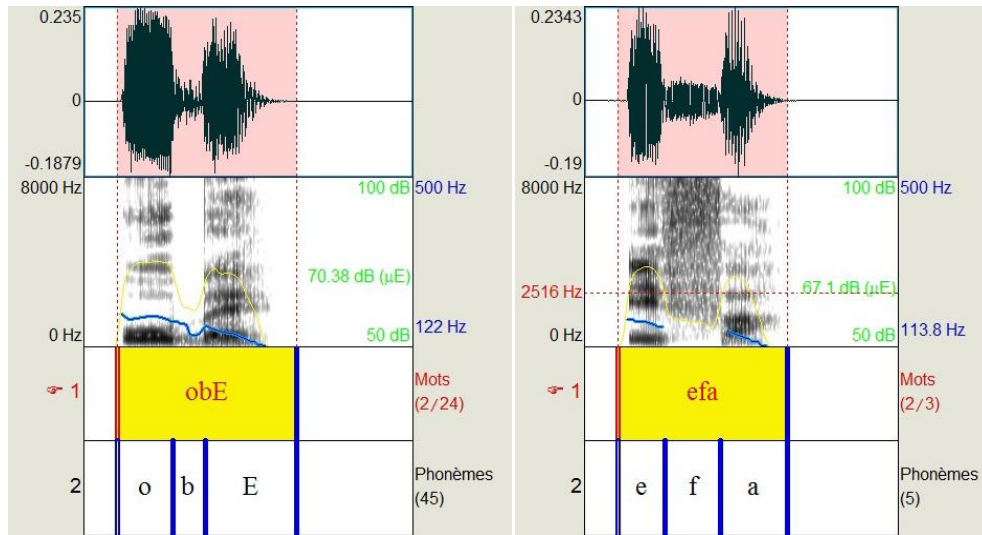 0.235
0
-0.1879
8000 Hz
100 dB
500 Hz
70.38 dB (µE)
122 Hz
0 Hz
50 dB
☞ 1
obE
Mots
(2/24)
2
o
b
E
Phonèmes
(45)
0.2343
0
-0.19
8000 Hz
100 dB
500 Hz
2516 Hz
67.1 dB (µE)
113.8 Hz
0 Hz
50 dB
☞ 1
efa
Mots
(2/3)
2
e
f
a
Phonèmes
(5)